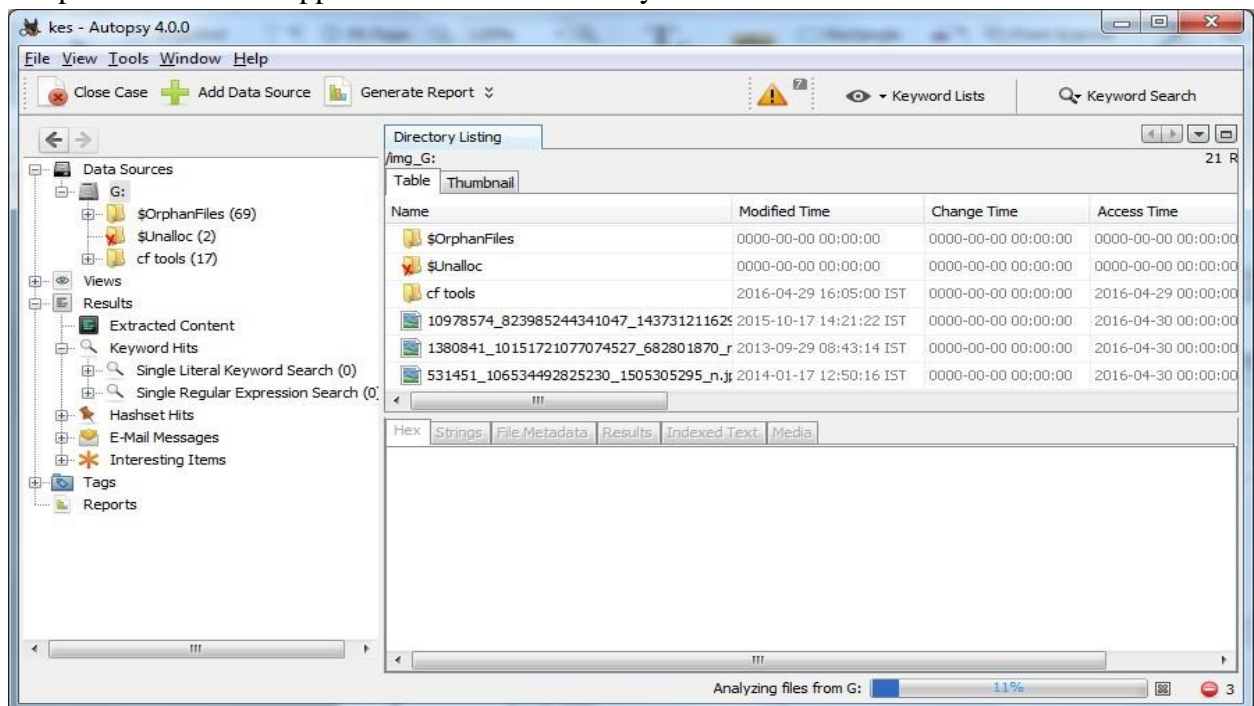 kes - Autopsy 4.0.0
File View Tools Window Help
Close Case Add Data Source Generate Report 7 Keyword Lists Keyword Search
Data Sources
G:
$OrphanFiles (69)
$Unalloc (2)
cf tools (17)
Views
Results
Extracted Content
Keyword Hits
Single Literal Keyword Search (0)
Single Regular Expression Search (0)
Hashset Hits
E-Mail Messages
Interesting Items
Tags
Reports
Directory Listing
/img_G: 21 R
Table Thumbnail
Name Modified Time Change Time Access Time
$OrphanFiles 0000-00-00 00:00:00 0000-00-00 00:00:00 0000-00-00 00:00:00
$Unalloc 0000-00-00 00:00:00 0000-00-00 00:00:00 0000-00-00 00:00:00
cf tools 2016-04-29 16:05:00 IST 0000-00-00 00:00:00 2016-04-29 00:00:00
10978574_823985244341047_143731211629 2015-10-17 14:21:22 IST 0000-00-00 00:00:00 2016-04-30 00:00:00
1380841_10151721077074527_682801870_r 2013-09-29 08:43:14 IST 0000-00-00 00:00:00 2016-04-30 00:00:00
531451_106534492825230_1505305295_n.jp 2014-01-17 12:50:16 IST 0000-00-00 00:00:00 2016-04-30 00:00:00
Hex Strings File Metadata Results Indexed Text Media
Analyzing files from G: 11% 3